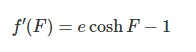 f′(F) = e cosh F − 1